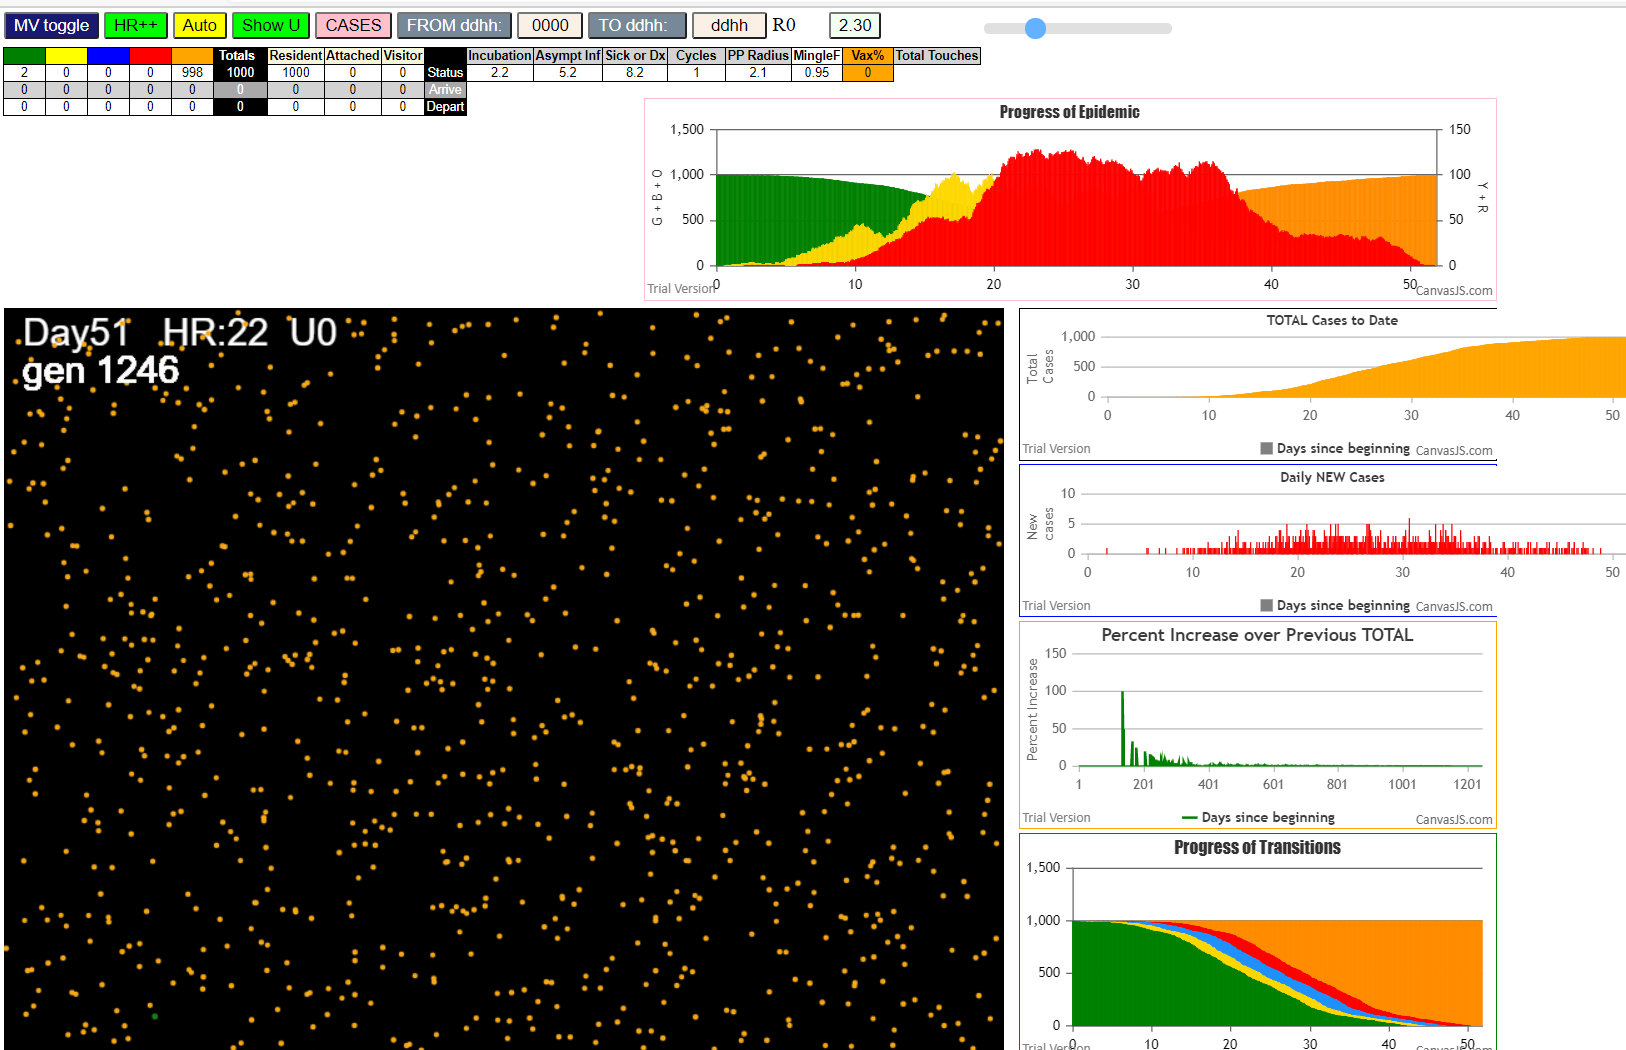 MV toggle HR++ Auto Show U CASES FROM ddhh: 0000 TO ddhh: ddhh R0 2.30
Totals Resident Attached Visitor Incubation Asympt Inf Sick or Dx Cycles PP Radius MingleF Vax% Total Touches
2 0 0 0 998 1000 1000 0 0 Status 2.2 5.2 8.2 1 2.1 0.95 0
0 0 0 0 0 0 0 0 0 Arrive
0 0 0 0 0 0 0 0 0 Depart
Progress of Epidemic
1,500 150
1,000 100
500 50
0 0
G + B + O
Y + R
0 10 20 30 40 50
Trial Version CanvasJS.com
Day51 HR:22 U0
gen 1246
TOTAL Cases to Date
Total
Cases
1,000
500
0
0 10 20 30 40 50
Days since beginning
Trial Version CanvasJS.com
Daily NEW Cases
New
cases
10
5
0
0 10 20 30 40 50
Days since beginning
Trial Version CanvasJS.com
Percent Increase over Previous TOTAL
Percent Increase
150
100
50
0
1 201 401 601 801 1001 1201
Days since beginning
Trial Version CanvasJS.com
Progress of Transitions
1,500
1,000
500
0
0 10 20 30 40 50
Trial Version CanvasJS.com